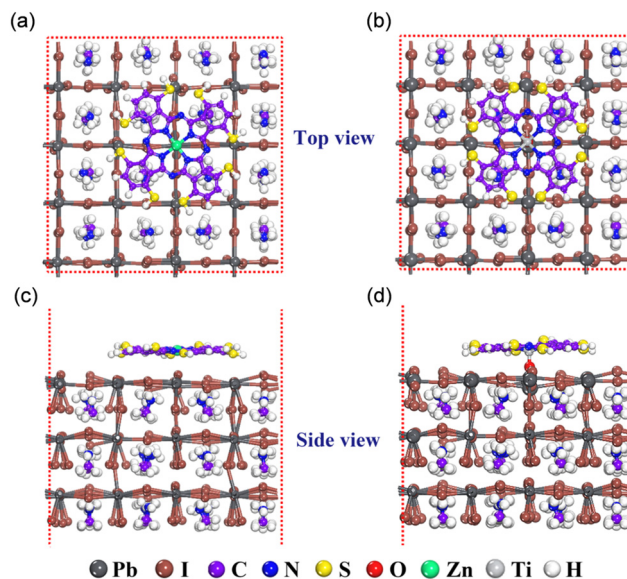 (a)
(b)
Top view
(c)
(d)
Side view
Pb I C N S O Zn Ti H